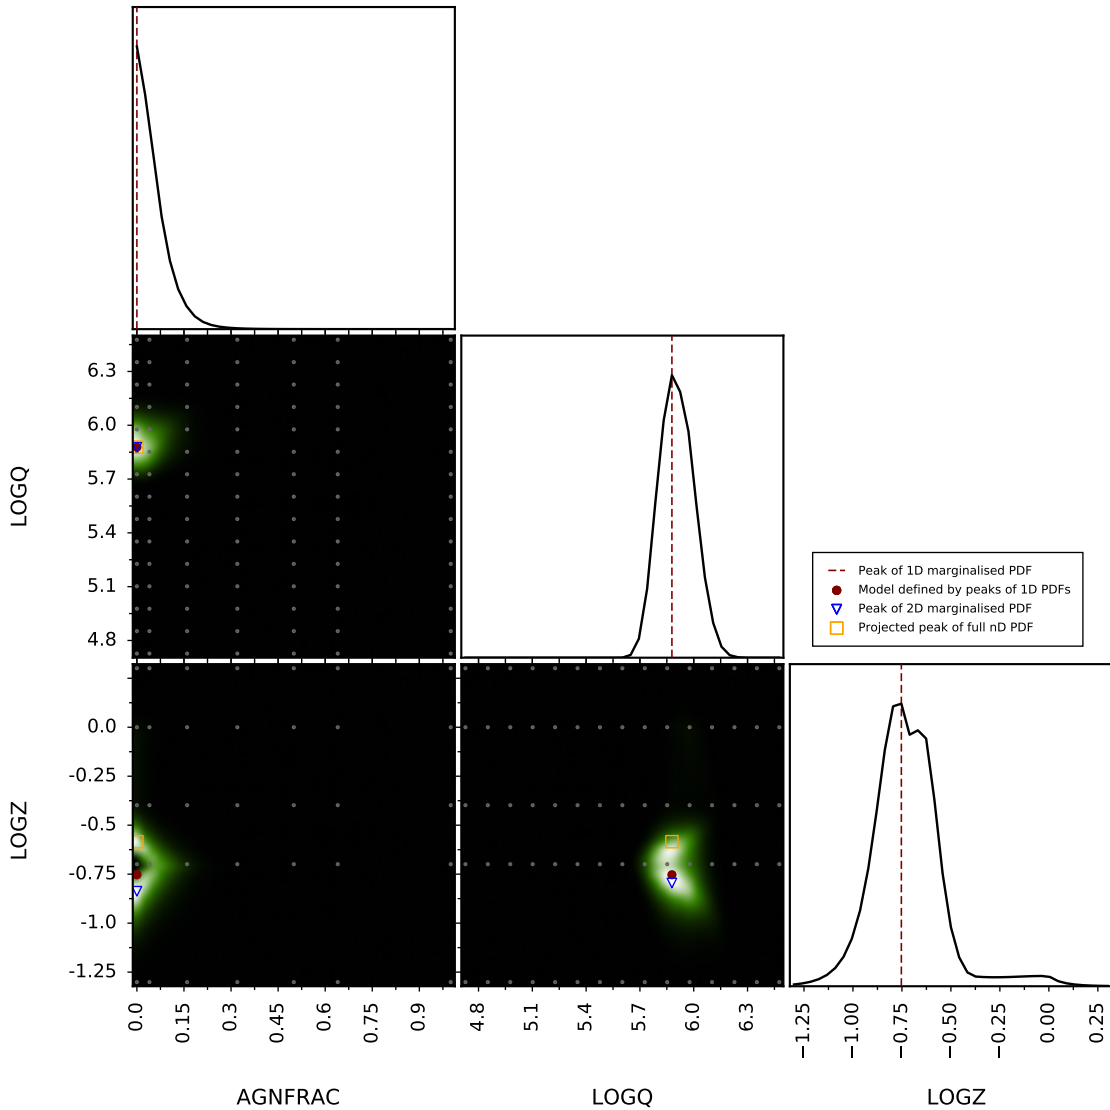 6.3
6.0
5.7
5.4
5.1
4.8
LOGQ
Peak of 1D marginalised PDF
Model defined by peaks of 1D PDFs
Peak of 2D marginalised PDF
Projected peak of full nD PDF
0.0
-0.25
-0.5
-0.75
-1.0
-1.25
LOGZ
0.0 0.15 0.3 0.45 0.6 0.75 0.9
4.8 5.1 5.4 5.7 6.0 6.3
−1.25 −1.00 −0.75 −0.50 −0.25 0.00 0.25
AGNFRAC
LOGQ
LOGZ